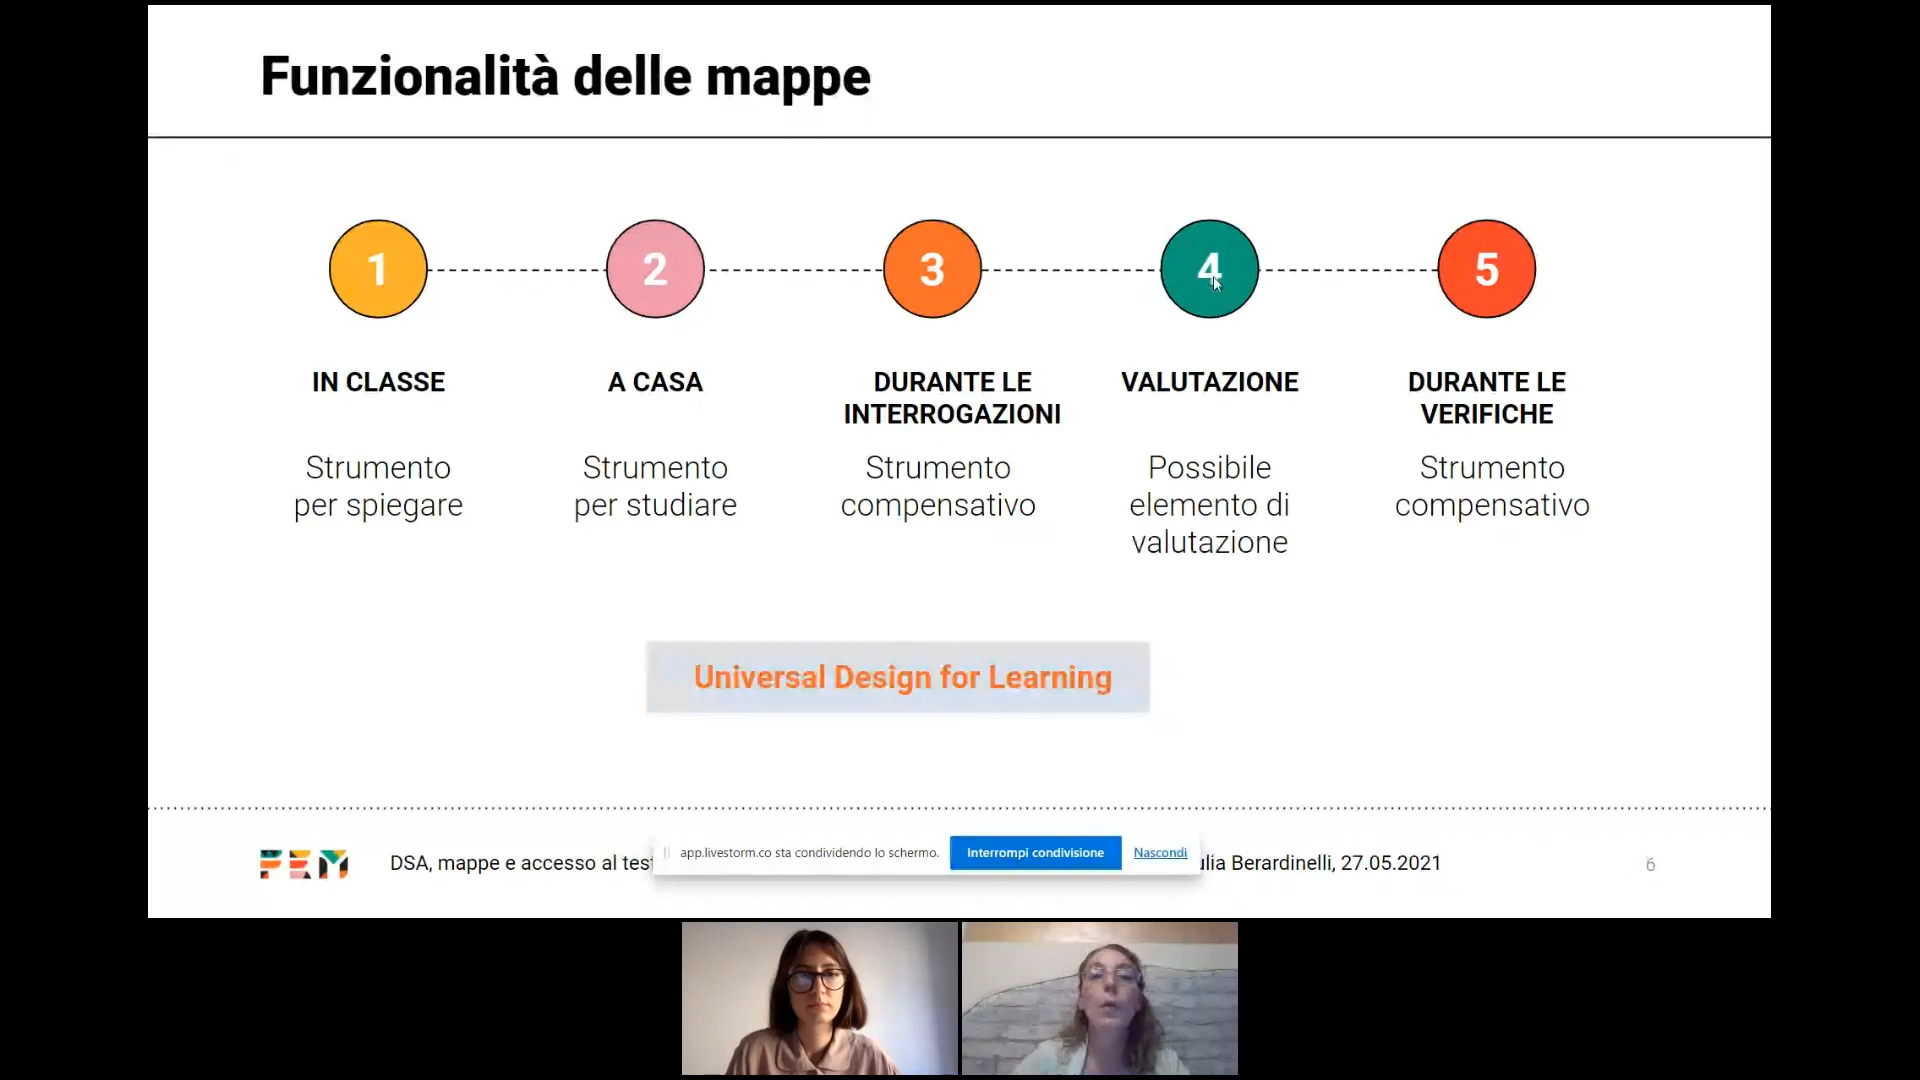 Funzionalità delle mappe
1
2
3
4
5
IN CLASSE
Strumento
per spiegare
A CASA
Strumento
per studiare
DURANTE LE
INTERROGAZIONI
Strumento
compensativo
VALUTAZIONE
Possibile
elemento di
valutazione
DURANTE LE
VERIFICHE
Strumento
compensativo
Universal Design for Learning
FEM
DSA, mappe e accesso al
app.livestorm.co sta condividendo lo schermo.
Interrompi condivisione
Nascondi
Berardinelli, 27.05.2021
6